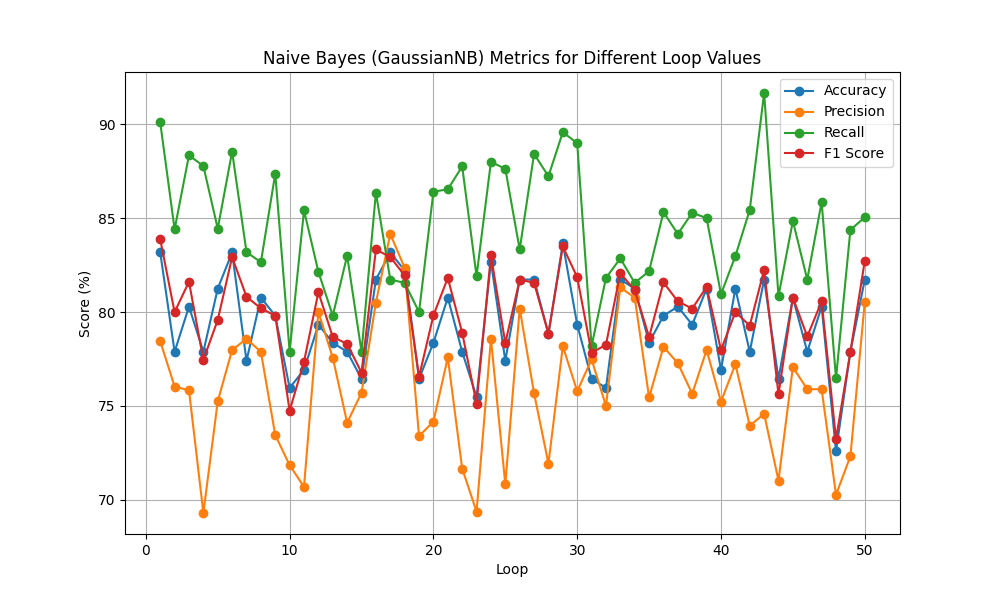 Naive Bayes (GaussianNB) Metrics for Different Loop Values
Accuracy
Precision
Recall
F1 Score
90
85
80
75
70
Score (%)
0 10 20 30 40 50
Loop